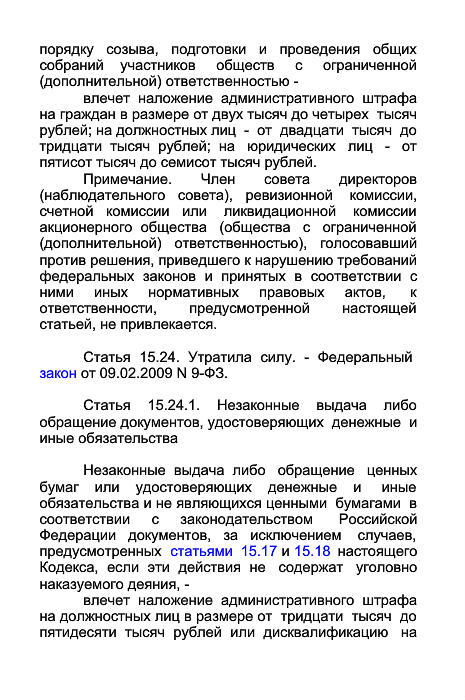 порядку созыва, подготовки и проведения общих
собраний участников обществ с ограниченной
(дополнительной) ответственностью -
влечет наложение административного штрафа
на граждан в размере от двух тысяч до четырех тысяч
рублей; на должностных лиц - от двадцати тысяч до
тридцати тысяч рублей; на юридических лиц - от
пятисот тысяч до семисот тысяч рублей.
Примечание. Член совета директоров
(наблюдательного совета), ревизионной комиссии,
счетной комиссии или ликвидационной комиссии
акционерного общества (общества с ограниченной
(дополнительной) ответственностью), голосовавший
против решения, приведшего к нарушению требований
федеральных законов и принятых в соответствии с
ними иных нормативных правовых актов, к
ответственности, предусмотренной настоящей
статьей, не привлекается.
Статья 15.24. Утратила силу. - Федеральный
закон от 09.02.2009 N 9-ФЗ.
Статья 15.24.1. Незаконные выдача либо
обращение документов, удостоверяющих денежные и
иные обязательства
Незаконные выдача либо обращение ценных
бумаг или удостоверяющих денежные и иные
обязательства и не являющихся ценными бумагами в
соответствии с законодательством Российской
Федерации документов, за исключением случаев,
предусмотренных статьями 15.17 и 15.18 настоящего
Кодекса, если эти действия не содержат уголовно
наказуемого деяния, -
влечет наложение административного штрафа
на должностных лиц в размере от тридцати тысяч до
пятидесяти тысяч рублей или дисквалификацию на